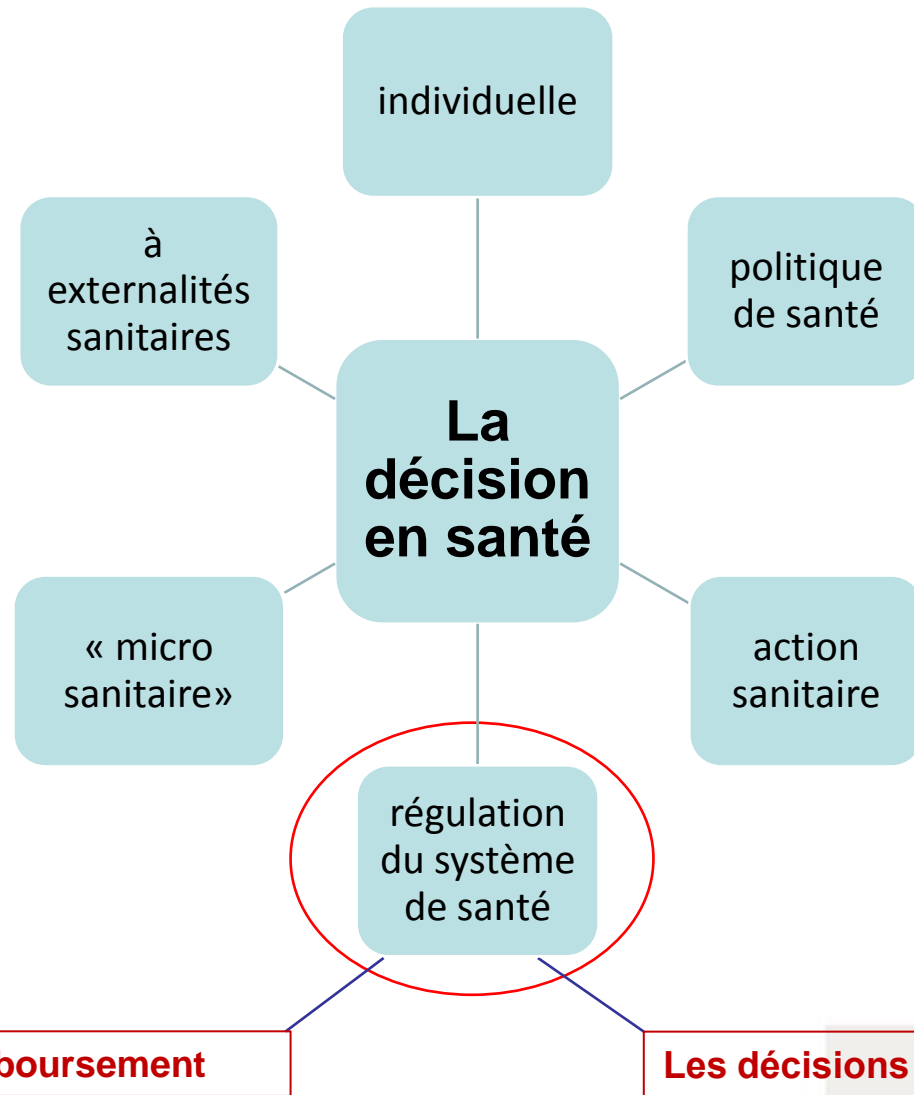 individuelle
à
externalités
sanitaires
politique
de santé
La
décision
en santé
« micro
sanitaire»
action
sanitaire
régulation
du système
de santé
boursement
Les décisions